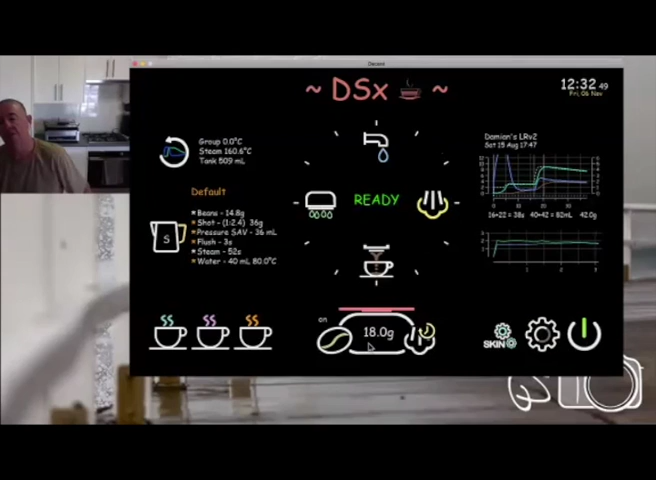 Decent
~ DSx ~
12:32 49
Fri, 06 Nov
Group 0.0°C
Steam 160.6°C
Tank 509 mL
Damian's LRv2
Sat 15 Aug 17:47
Default
Beans - 14.8g
Shot - (1:2.4) 36g
Pressure SAV - 36 mL
Flush - 3s
Steam - 52s
Water - 40 mL 80.0°C
READY
S
16+22 = 38s 40+42 = 82mL 42.0g
on
18.0g
SKIN